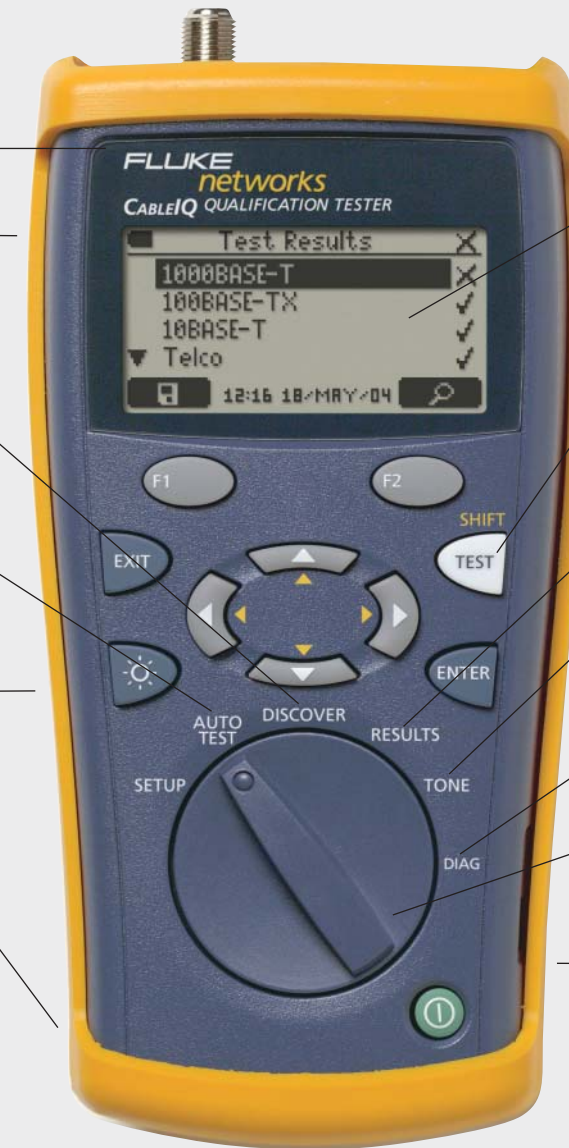 FLUKE
networks
CABLEIQ QUALIFICATION TESTER
Test Results X
1000BASE-T X
100BASE-TX ✓
10BASE-T ✓
▼ Telco ✓
12:16 18/MAY/04
F1 F2
SHIFT
EXIT TEST
ENTER
AUTO TEST
DISCOVER
RESULTS
SETUP
TONE
DIAG